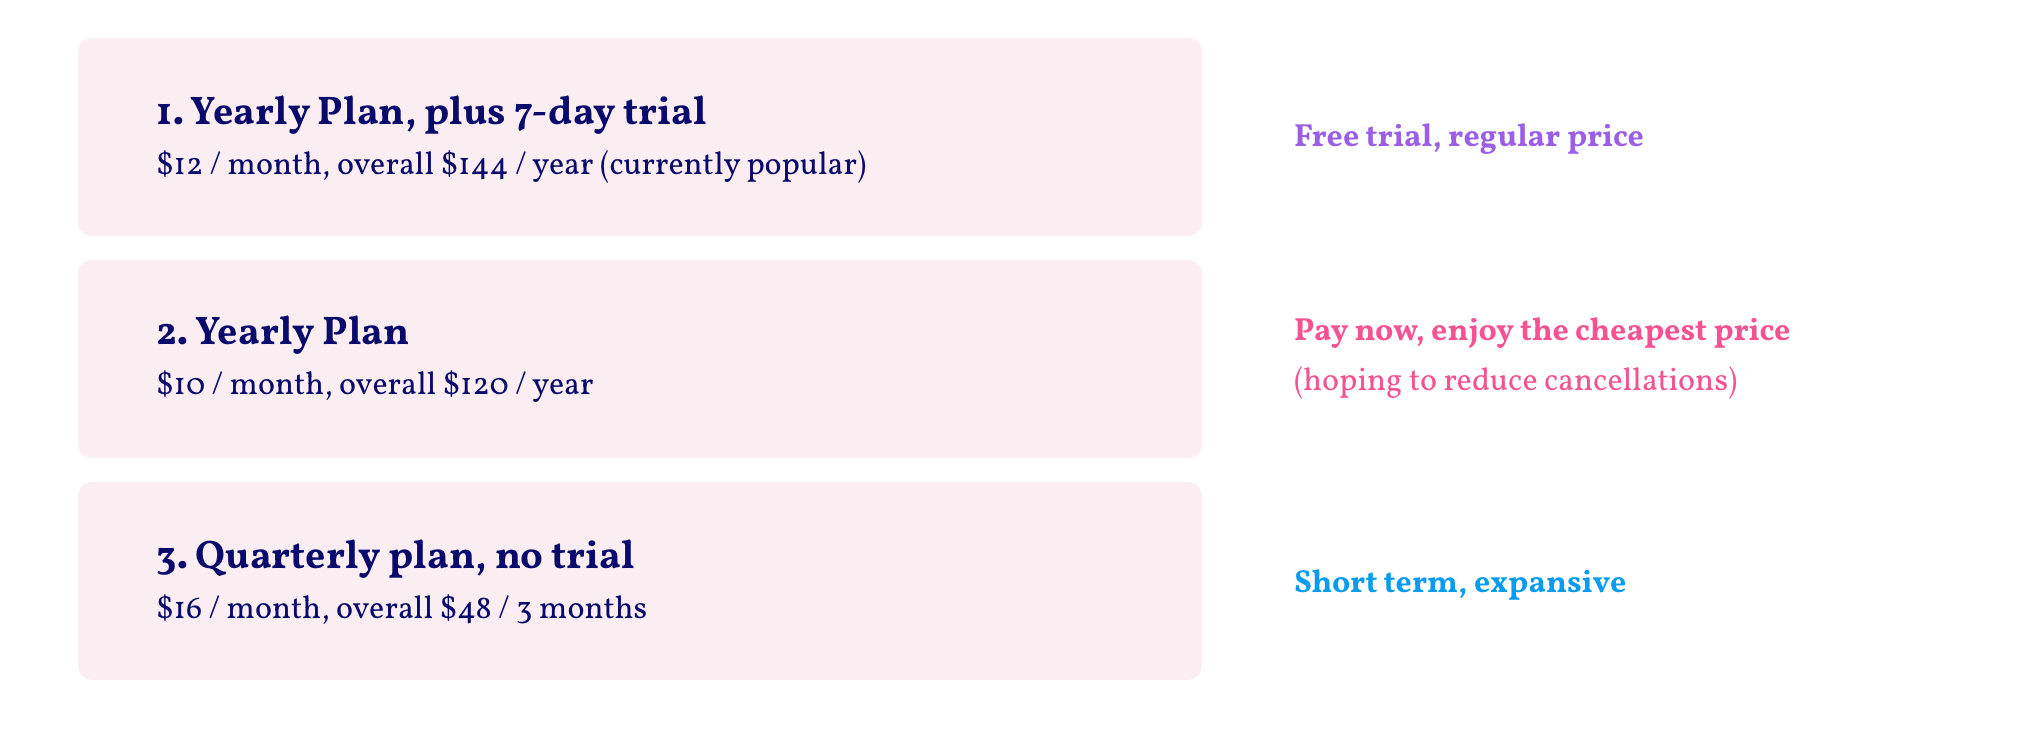 1. Yearly Plan, plus 7-day trial
$12 / month, overall $144 / year (currently popular)
Free trial, regular price
2. Yearly Plan
$10 / month, overall $120 / year
Pay now, enjoy the cheapest price
(hoping to reduce cancellations)
3. Quarterly plan, no trial
$16 / month, overall $48 / 3 months
Short term, expansive